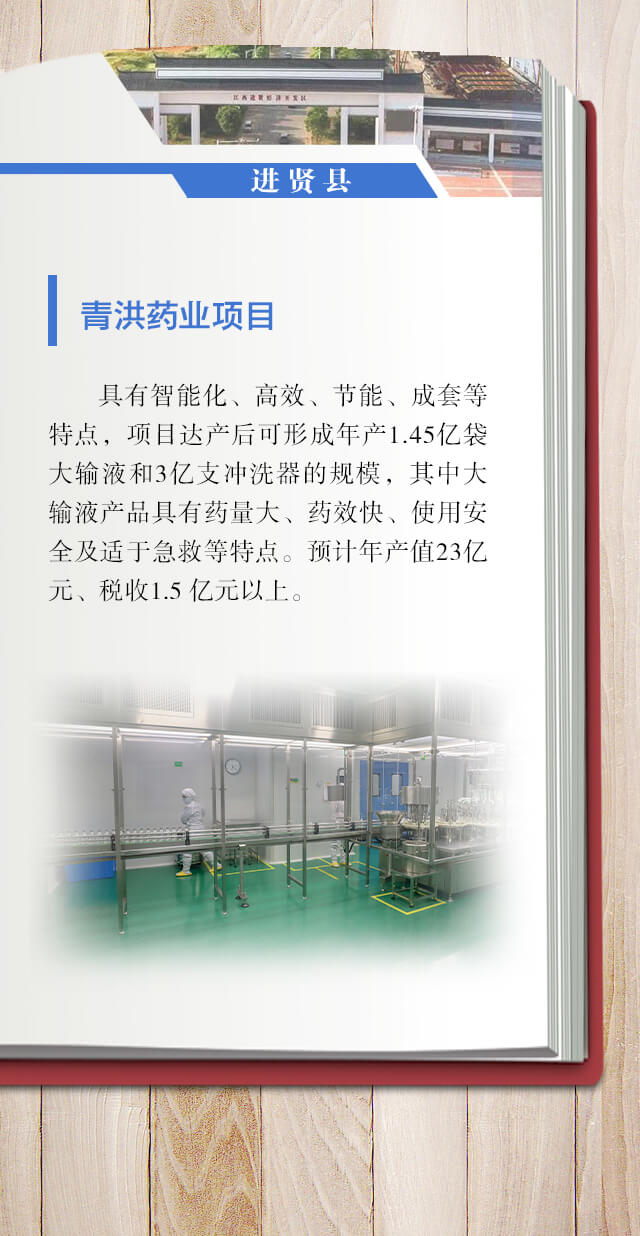 江西进贤经济开发区
进贤县
青洪药业项目
具有智能化、高效、节能、成套等
特点，项目达产后可形成年产1.45亿袋
大输液和3亿支冲洗器的规模，其中大
输液产品具有药量大、药效快、使用安
全及适于急救等特点。预计年产值23亿
元、税收1.5 亿元以上。